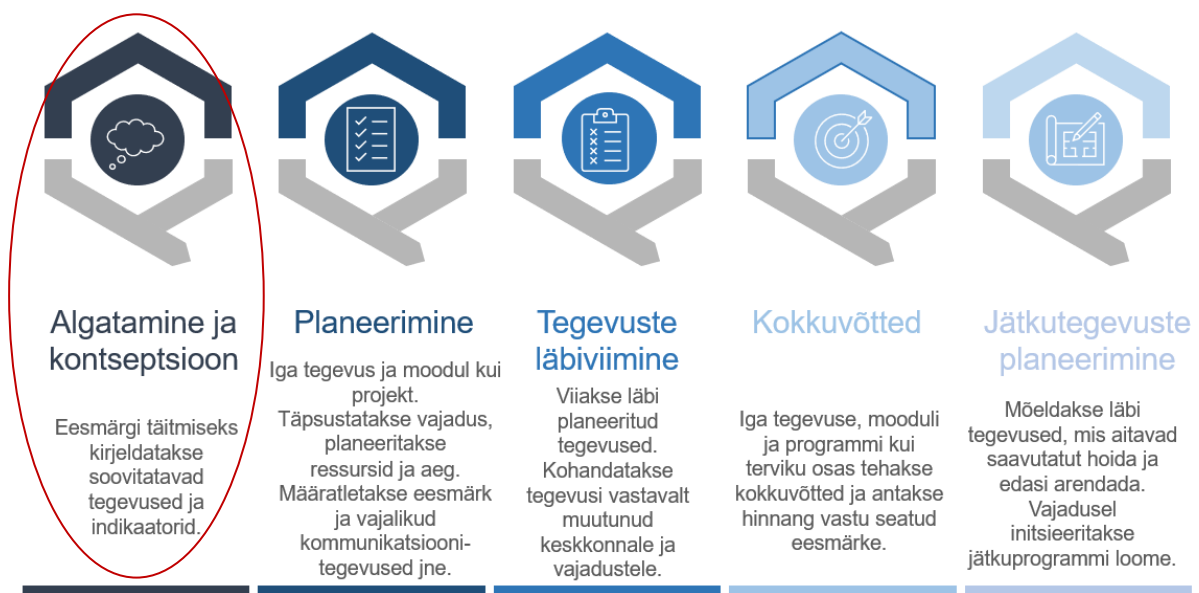 Algatamine ja
kontseptsioon
Eesmärgi täitmiseks
kirjeldatakse
soovitatavad
tegevused ja
indikaatorid.
Planeerimine
Iga tegevus ja moodul kui
projekt.
Täpsustatakse vajadus,
planeeritakse
ressursid ja aeg.
Määratletakse eesmärk
ja vajalikud
kommunikatsiooni-
tegevused jne.
Tegevuste
läbiviimine
Viiakse läbi
planeeritud
tegevused.
Kohandatakse
tegevusi vastavalt
muutunud
keskkonnale ja
vajadustele.
Kokkuvõtted
Iga tegevuse, mooduli
ja programmi kui
terviku osas tehakse
kokkuvõtted ja antakse
hinnang vastu seatud
eesmärke.
Jätkutegevuste
planeerimine
Mõeldakse läbi
tegevused, mis aitavad
saavutatut hoida ja
edasi arendada.
Vajadusel
initsieeritakse
jätkuprogrammi loome.